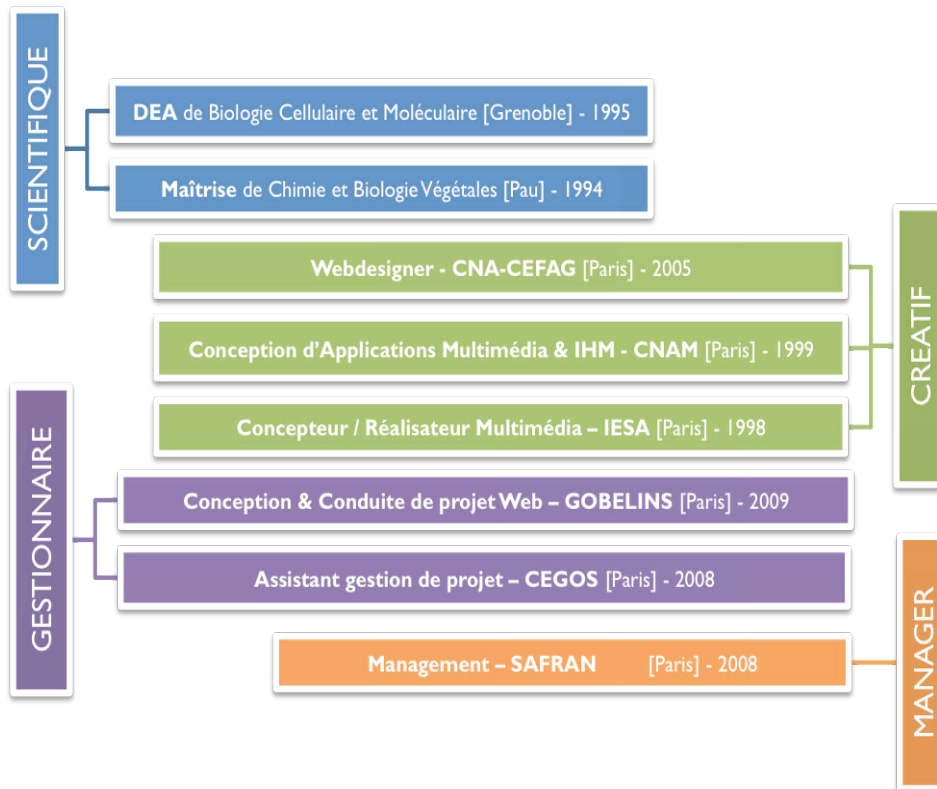 SCIENTIFIQUE
DEA de Biologie Cellulaire et Moléculaire [Grenoble] - 1995
Maîtrise de Chimie et Biologie Végétales [Pau] - 1994
CREATIF
Webdesigner - CNA-CEFAG [Paris] - 2005
Conception d'Applications Multimédia & IHM - CNAM [Paris] - 1999
Concepteur / Réalisateur Multimédia – IESA [Paris] - 1998
GESTIONNAIRE
Conception & Conduite de projet Web – GOBELINS [Paris] - 2009
Assistant gestion de projet – CEGOS [Paris] - 2008
MANAGER
Management – SAFRAN [Paris] - 2008